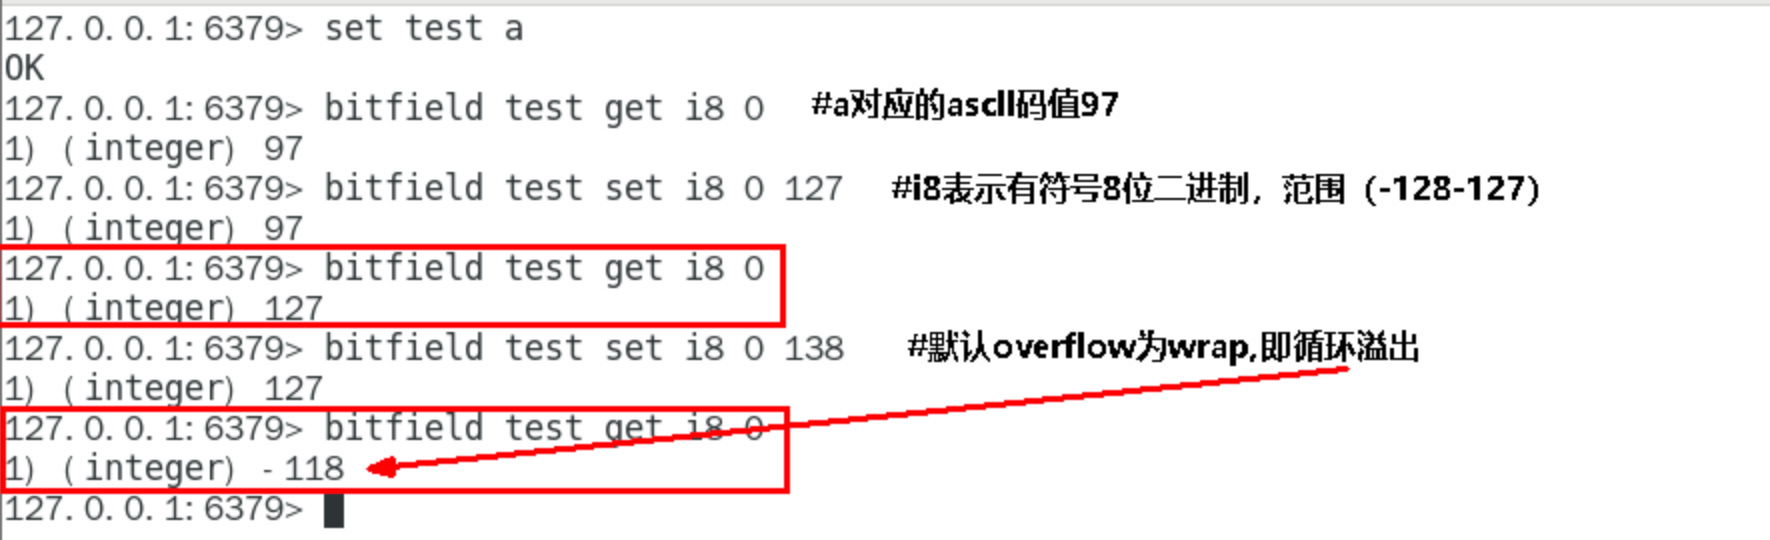 127.0.0.1:6379> set test a
OK
127.0.0.1:6379> bitfield test get i8 0 #a对应的ascll码值97
1) (integer) 97
127.0.0.1:6379> bitfield test set i8 0 127 #i8表示有符号8位二进制，范围（-128-127）
1) (integer) 97
127.0.0.1:6379> bitfield test get i8 0
1) (integer) 127
127.0.0.1:6379> bitfield test set i8 0 138 #默认overflow为wrap,即循环溢出
1) (integer) 127
127.0.0.1:6379> bitfield test get i8 0
1) (integer) -118
127.0.0.1:6379>